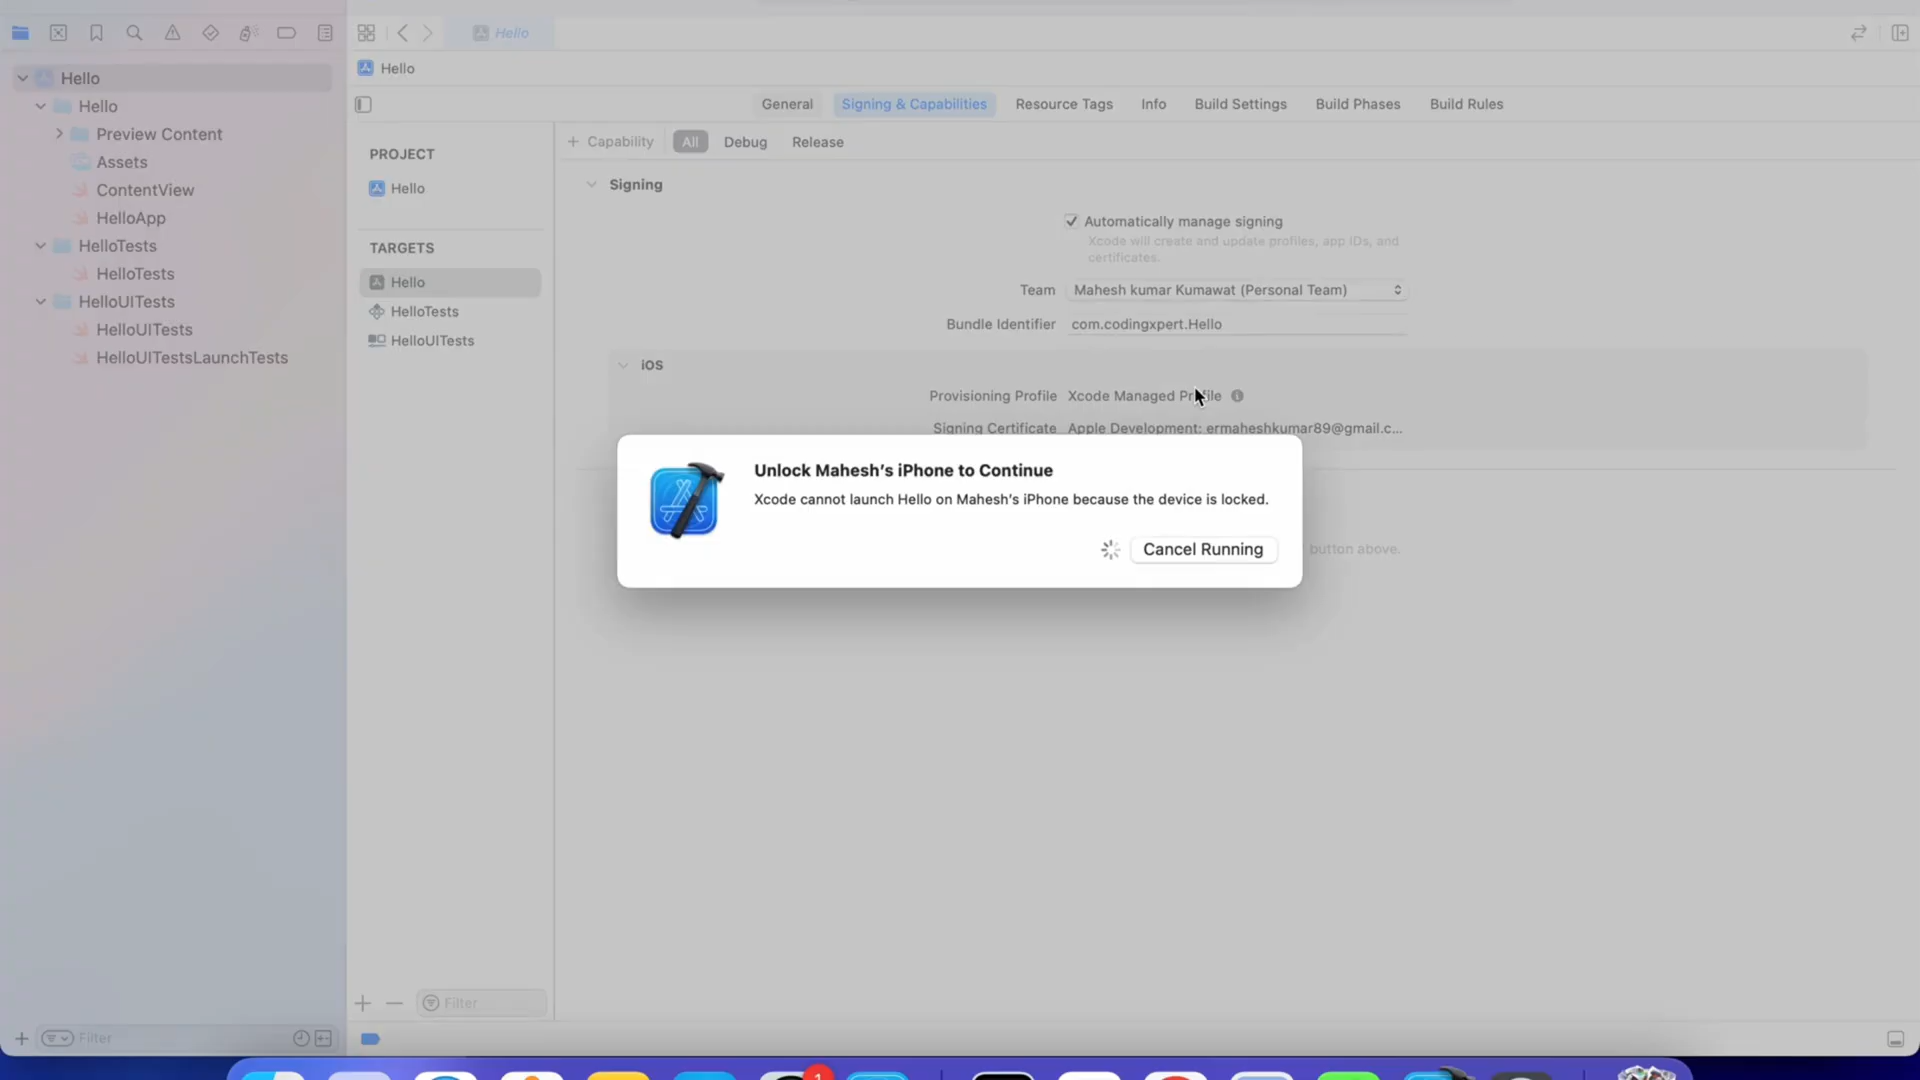 Hello
Hello
Preview Content
Assets
ContentView
HelloApp
HelloTests
HelloTests
HelloUITests
HelloUITests
HelloUITestsLaunchTests
Filter
Hello
Hello
General
Signing & Capabilities
Resource Tags
Info
Build Settings
Build Phases
Build Rules
PROJECT
Hello
TARGETS
Hello
HelloTests
HelloUITests
Filter
+ Capability
All
Debug
Release
Signing
Automatically manage signing
Xcode will create and update profiles, app IDs, and
certificates.
Team Mahesh kumar Kumawat (Personal Team)
Bundle Identifier com.codingxpert.Hello
iOS
Provisioning Profile Xcode Managed Profile
Signing Certificate Apple Development: ermaheshkumar89@gmail.c...
button above.
Unlock Mahesh's iPhone to Continue
Xcode cannot launch Hello on Mahesh's iPhone because the device is locked.
Cancel Running
1